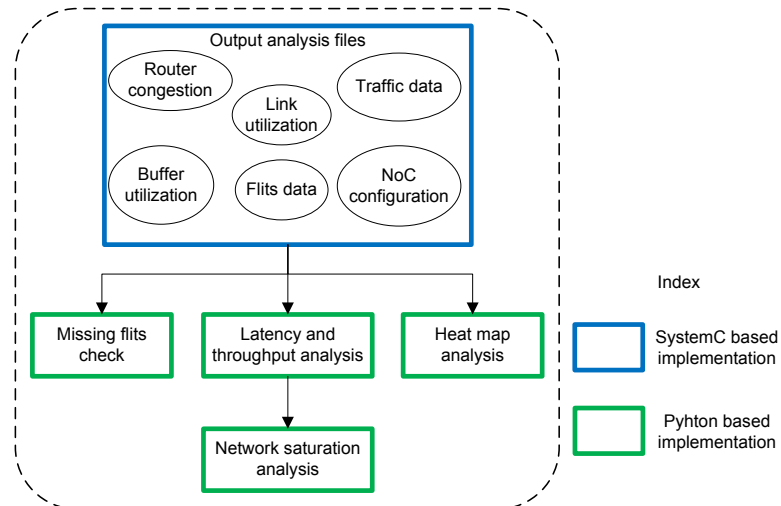 Output analysis files
Router
congestion
Link
utilization
Traffic data
Buffer
utilization
Flits data
NoC
configuration
Missing flits
check
Latency and
throughput analysis
Heat map
analysis
Network saturation
analysis
Index
SystemC based
implementation
Pyhton based
implementation